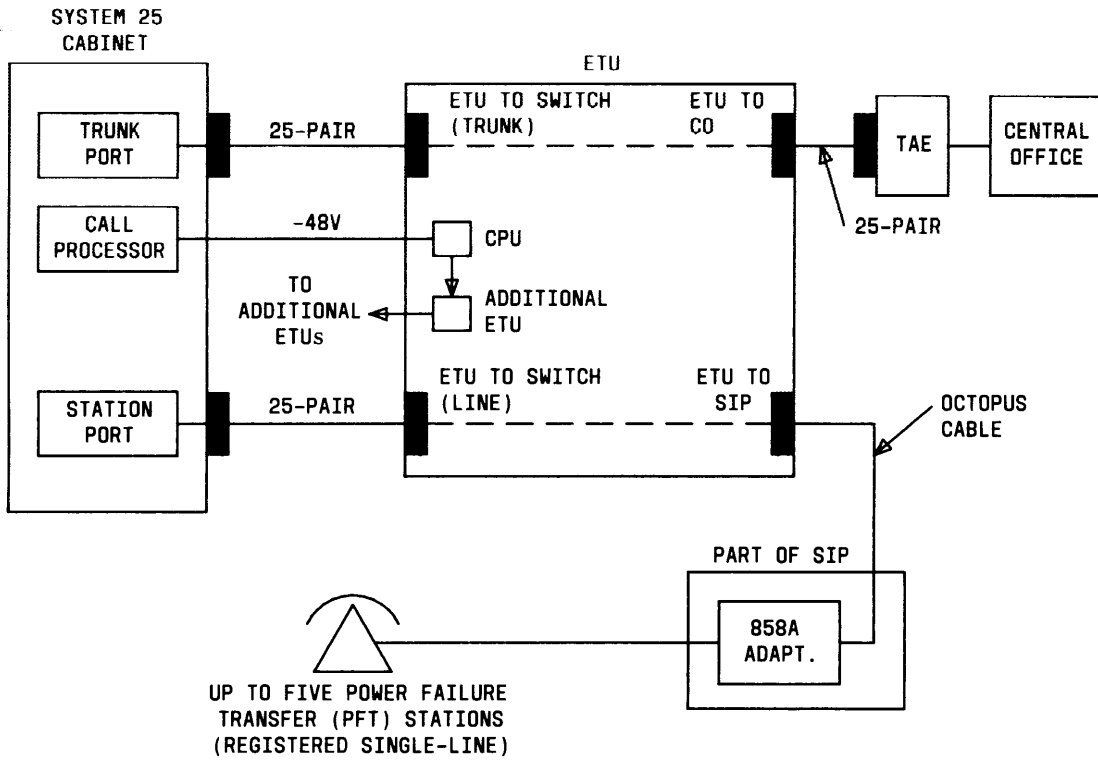 SYSTEM 25
CABINET
ETU
TRUNK
PORT
25-PAIR
ETU TO SWITCH
(TRUNK)
ETU TO
CO
TAE
CENTRAL
OFFICE
25-PAIR
CALL
PROCESSOR
-48V
CPU
TO
ADDITIONAL
ETUs
ADDITIONAL
ETU
STATION
PORT
25-PAIR
ETU TO SWITCH
(LINE)
ETU TO
SIP
OCTOPUS
CABLE
PART OF SIP
858A
ADAPT.
UP TO FIVE POWER FAILURE
TRANSFER (PFT) STATIONS
(REGISTERED SINGLE-LINE)